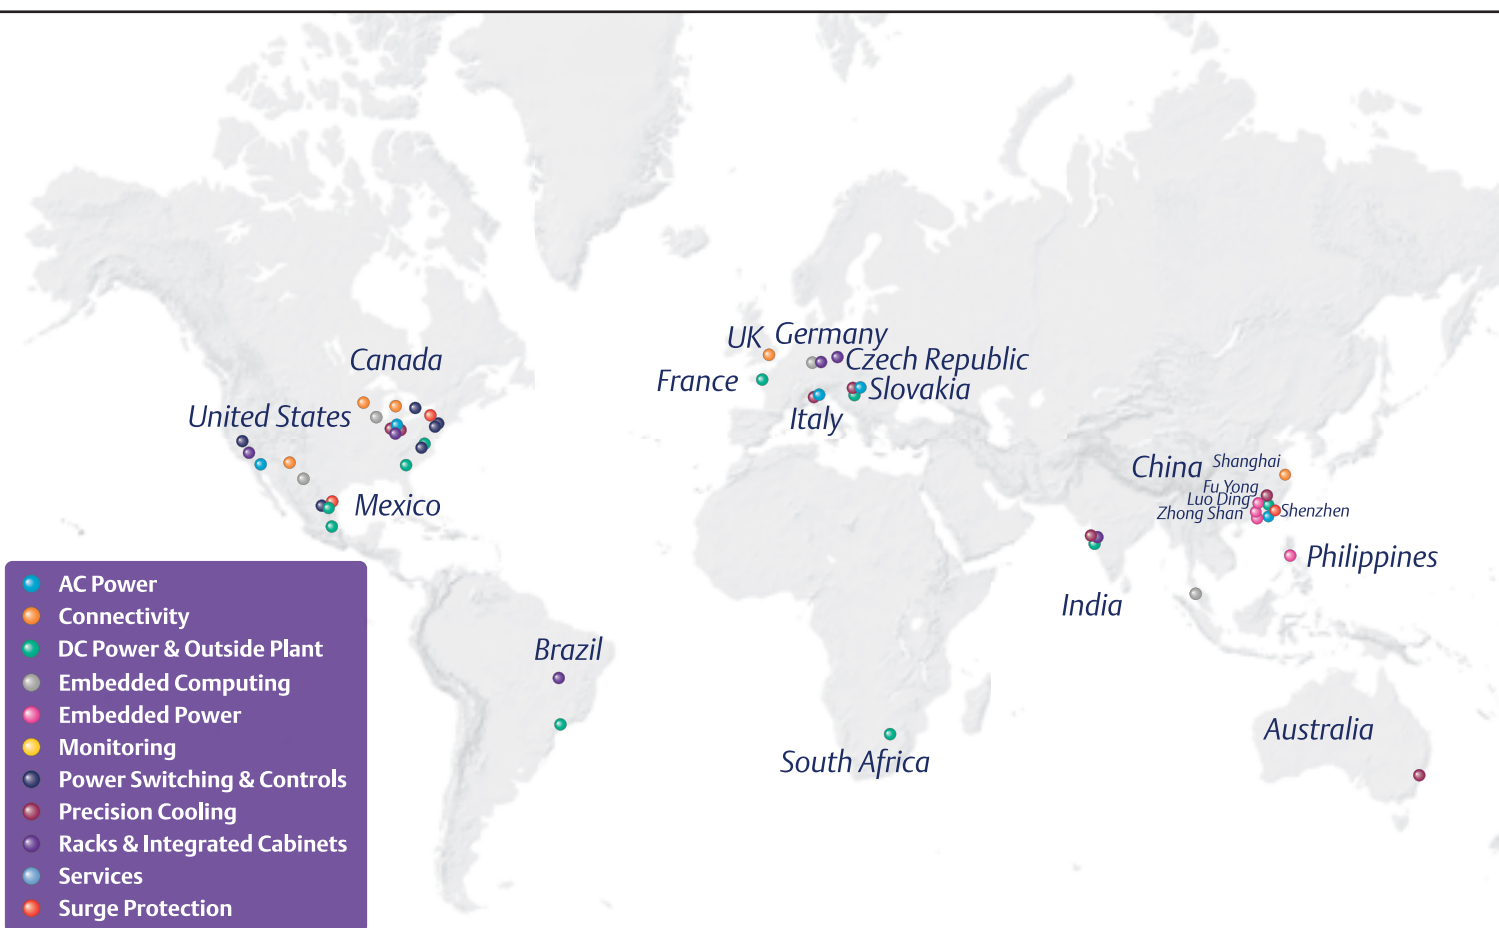 UK Germany
Canada
Czech Republic
France
Slovakia
United States
Italy
China
Shanghai
Fu Yong
Luo Ding
Zhong Shan
Shenzhen
Mexico
Philippines
India
Brazil
Australia
South Africa
AC Power
Connectivity
DC Power & Outside Plant
Embedded Computing
Embedded Power
Monitoring
Power Switching & Controls
Precision Cooling
Racks & Integrated Cabinets
Services
Surge Protection